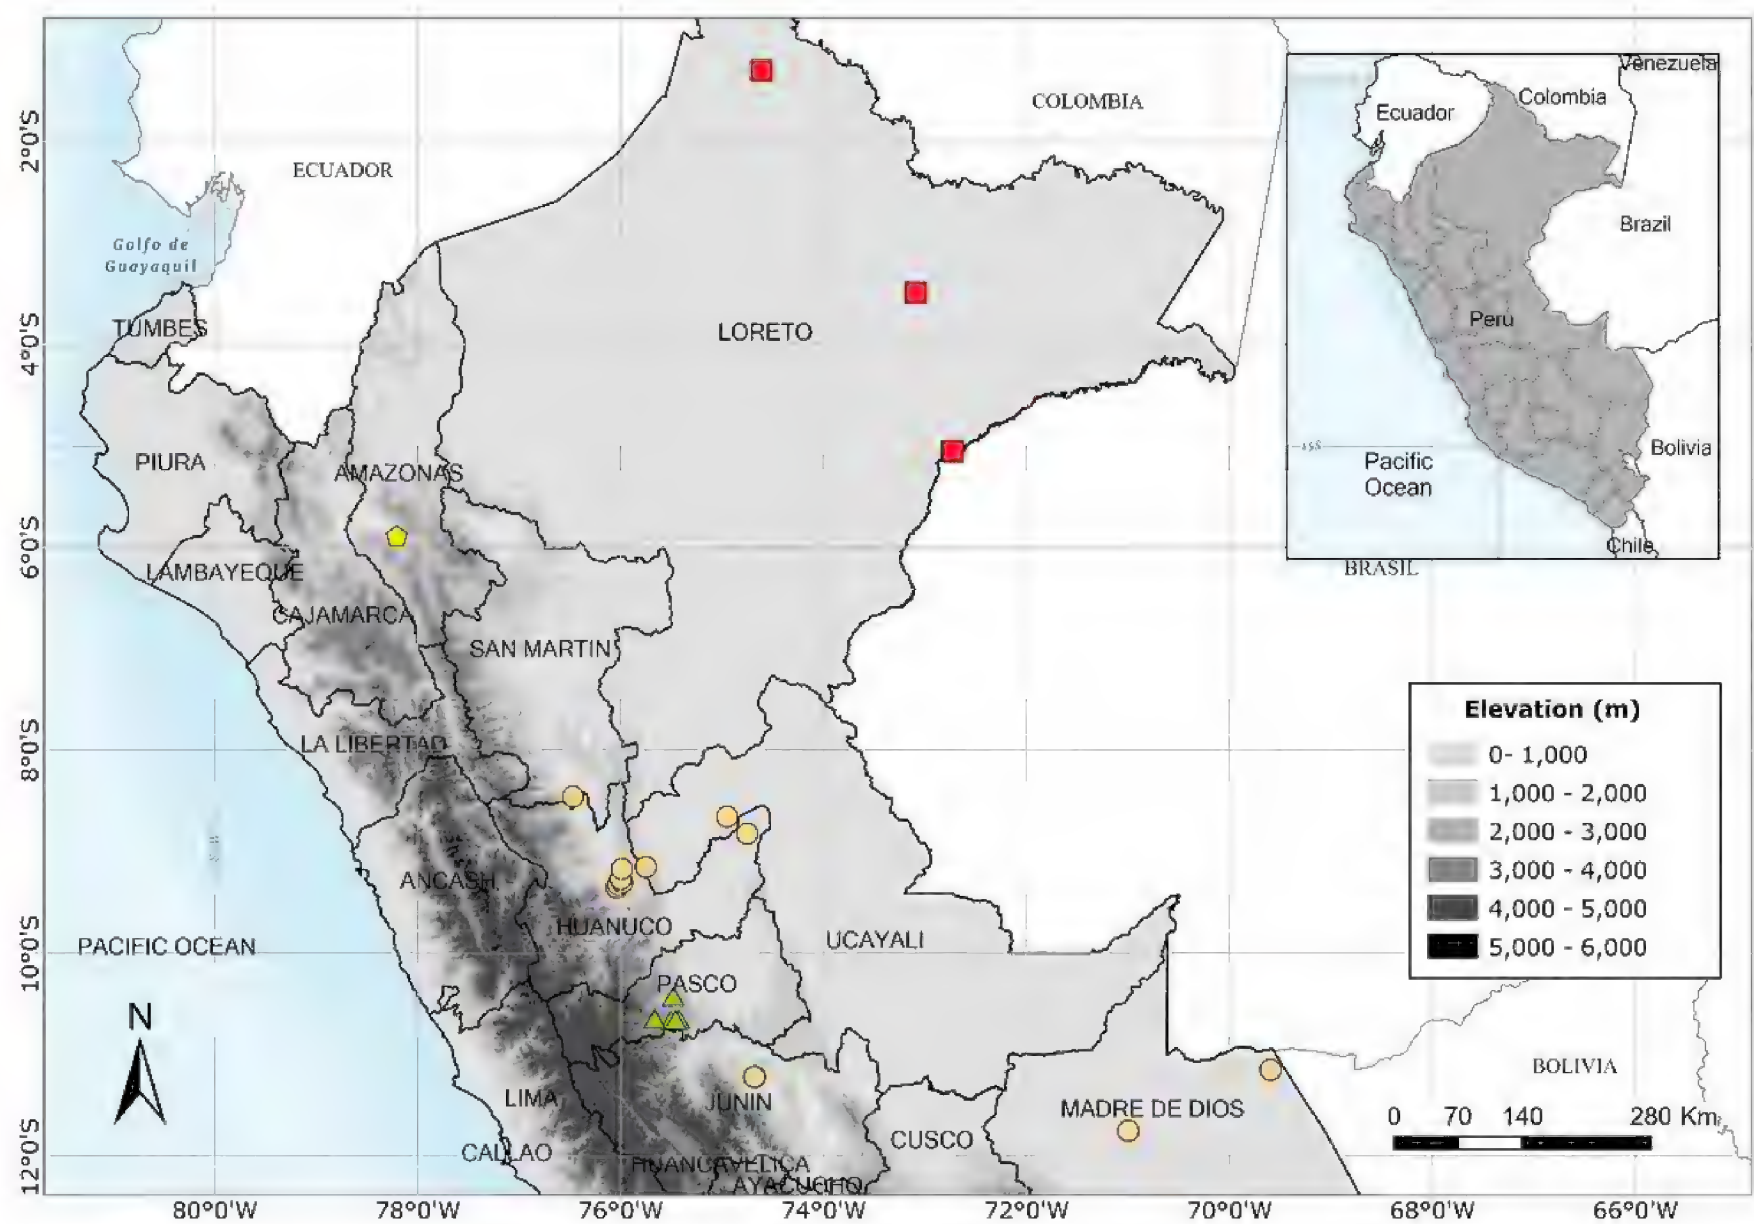 Venezuela
Colombia
Ecuador
COLOMBIA
2°0'S
ECUADOR
Brazil
Golfo de
Guayaquil
TUMBES
LORETO
Peru
4°0'S
PIURA
AMAZONAS
Bolivia
Pacific
Ocean
6°0'S
Chile
LAMBAYEQUE
BRASIL
CAJAMARCA
SAN MARTIN
Elevation (m)
LA LIBERTAD
8°0'S
0- 1,000
1,000 - 2,000
2,000 - 3,000
3,000 - 4,000
4,000 - 5,000
5,000 - 6,000
ANCASH
HUANUCO
UCAYALI
PACIFIC OCEAN
10°0'S
PASCO
N
BOLIVIA
LIMA
JUNIN
MADRE DE DIOS
0 70 140 280 Km
CUSCO
CALLAO
12°0'S
HUANCAVELICA
AYACUCHO
80°0'W 78°0'W 76°0'W 74°0'W 72°0'W 70°0'W 68°0'W 66°0'W